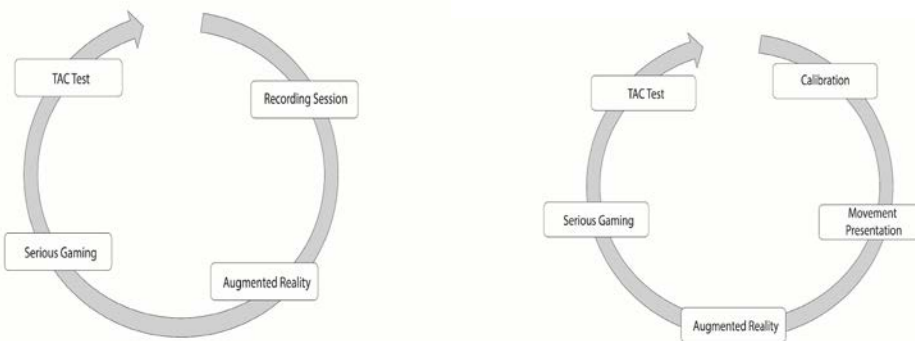 TAC Test
Recording Session
Augmented Reality
Serious Gaming
TAC Test
Calibration
Movement
Presentation
Augmented Reality
Serious Gaming